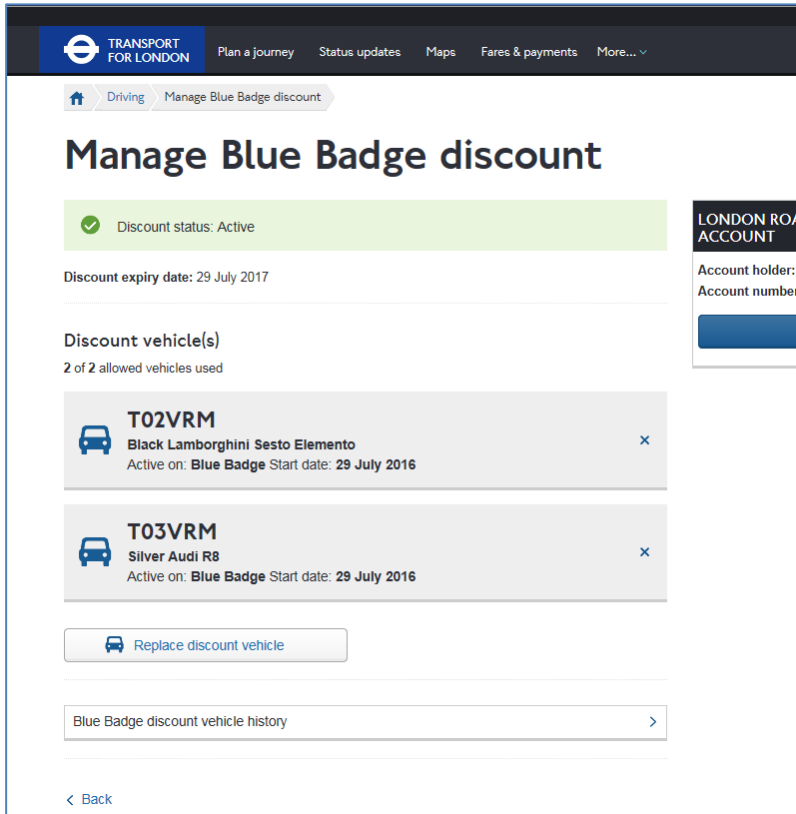 TRANSPORT
FOR LONDON
Plan a journey Status updates Maps Fares & payments More...
Driving Manage Blue Badge discount
Manage Blue Badge discount
Discount status: Active
Discount expiry date: 29 July 2017
Discount vehicle(s)
2 of 2 allowed vehicles used
T02VRM
Black Lamborghini Sesto Elemento
Active on: Blue Badge Start date: 29 July 2016
T03VRM
Silver Audi R8
Active on: Blue Badge Start date: 29 July 2016
Replace discount vehicle
Blue Badge discount vehicle history
Back
LONDON
ACCOUNT
Account holder:
Account